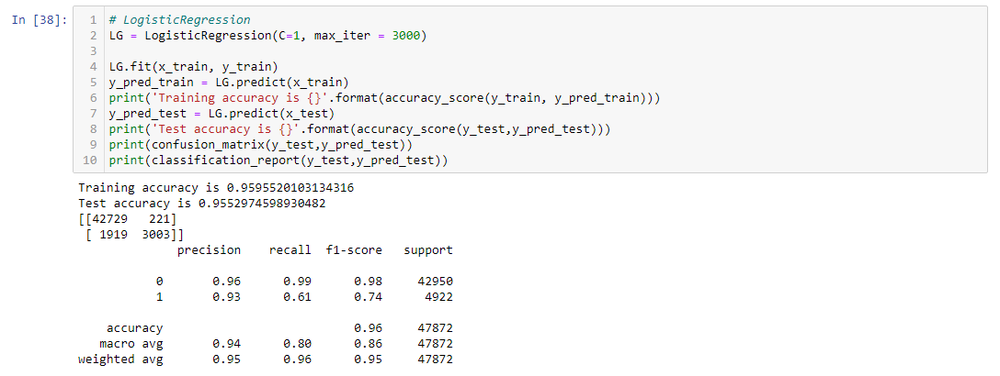 In [38]:
1 # LogisticRegression
2 LG = LogisticRegression(C=1, max_iter = 3000)
3
4 LG.fit(x_train, y_train)
5 y_pred_train = LG.predict(x_train)
6 print('Training accuracy is {}'.format(accuracy_score(y_train, y_pred_train)))
7 y_pred_test = LG.predict(x_test)
8 print('Test accuracy is {}'.format(accuracy_score(y_test,y_pred_test)))
9 print(confusion_matrix(y_test,y_pred_test))
10 print(classification_report(y_test,y_pred_test))
Training accuracy is 0.9595520103134316
Test accuracy is 0.9552974598930482
[[42729   221]
 [ 1919  3003]]
              precision    recall  f1-score   support
           0       0.96      0.99      0.98     42950
           1       0.93      0.61      0.74      4922
    accuracy                           0.96     47872
   macro avg       0.94      0.80      0.86     47872
weighted avg       0.95      0.96      0.95     47872